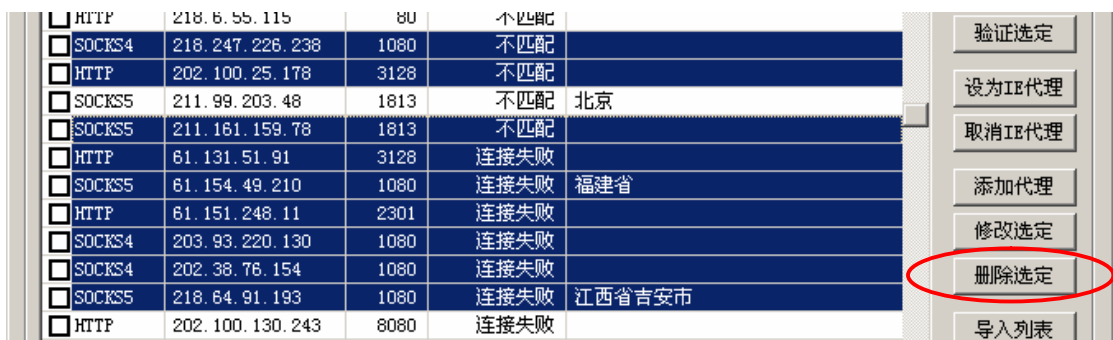 HTTP 218.6.55.115 80 不匹配
SOCKS4 218.247.226.238 1080 不匹配
HTTP 202.100.25.178 3128 不匹配
SOCKS5 211.99.203.48 1813 不匹配 北京
SOCKS5 211.161.159.78 1813 不匹配
HTTP 61.131.51.91 3128 连接失败
SOCKS5 61.154.49.210 1080 连接失败 福建省
HTTP 61.151.248.11 2301 连接失败
SOCKS4 203.93.220.130 1080 连接失败
SOCKS4 202.38.76.154 1080 连接失败
SOCKS5 218.64.91.193 1080 连接失败 江西省吉安市
HTTP 202.100.130.243 8080 连接失败
验证选定
设为IE代理
取消IE代理
添加代理
修改选定
删除选定
导入列表